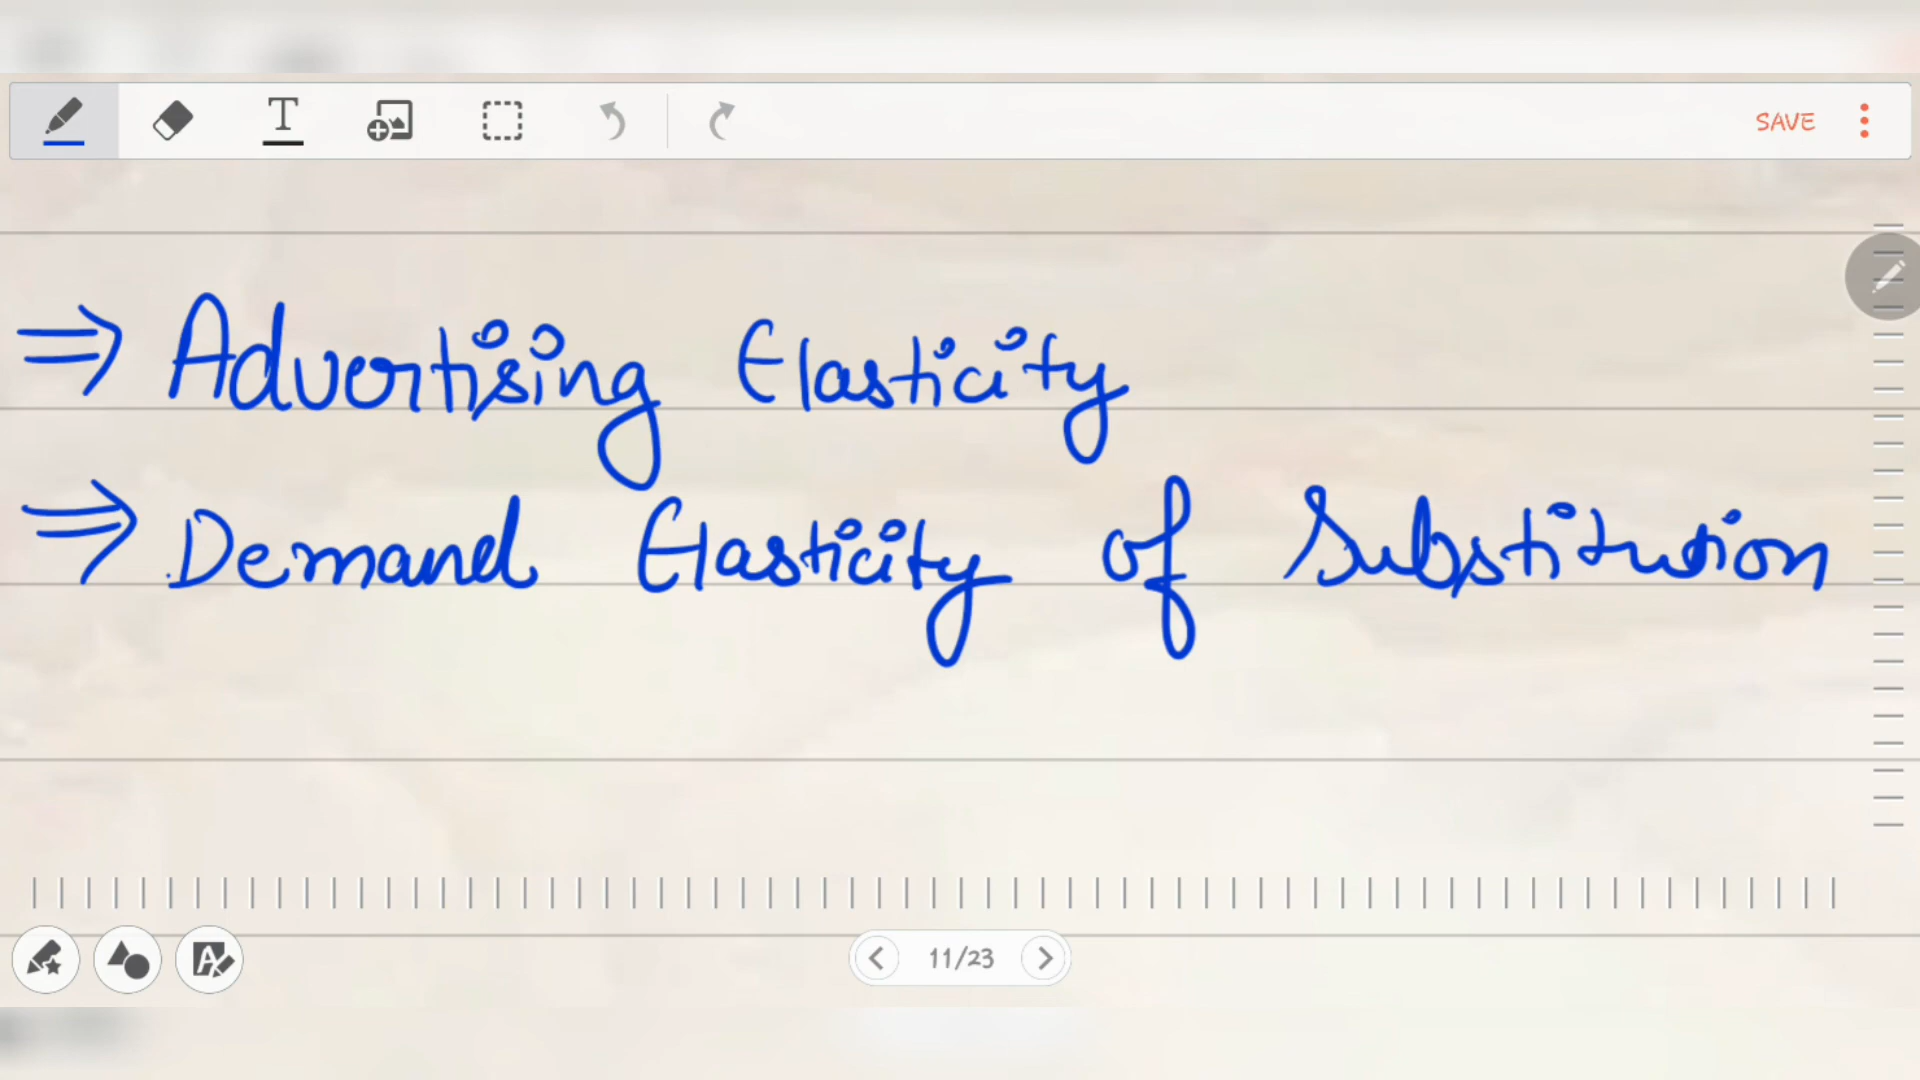 T SAVE
⇒ Advertising Elasticity
⇒ Demand Elasticity of Substitution
A 11/23